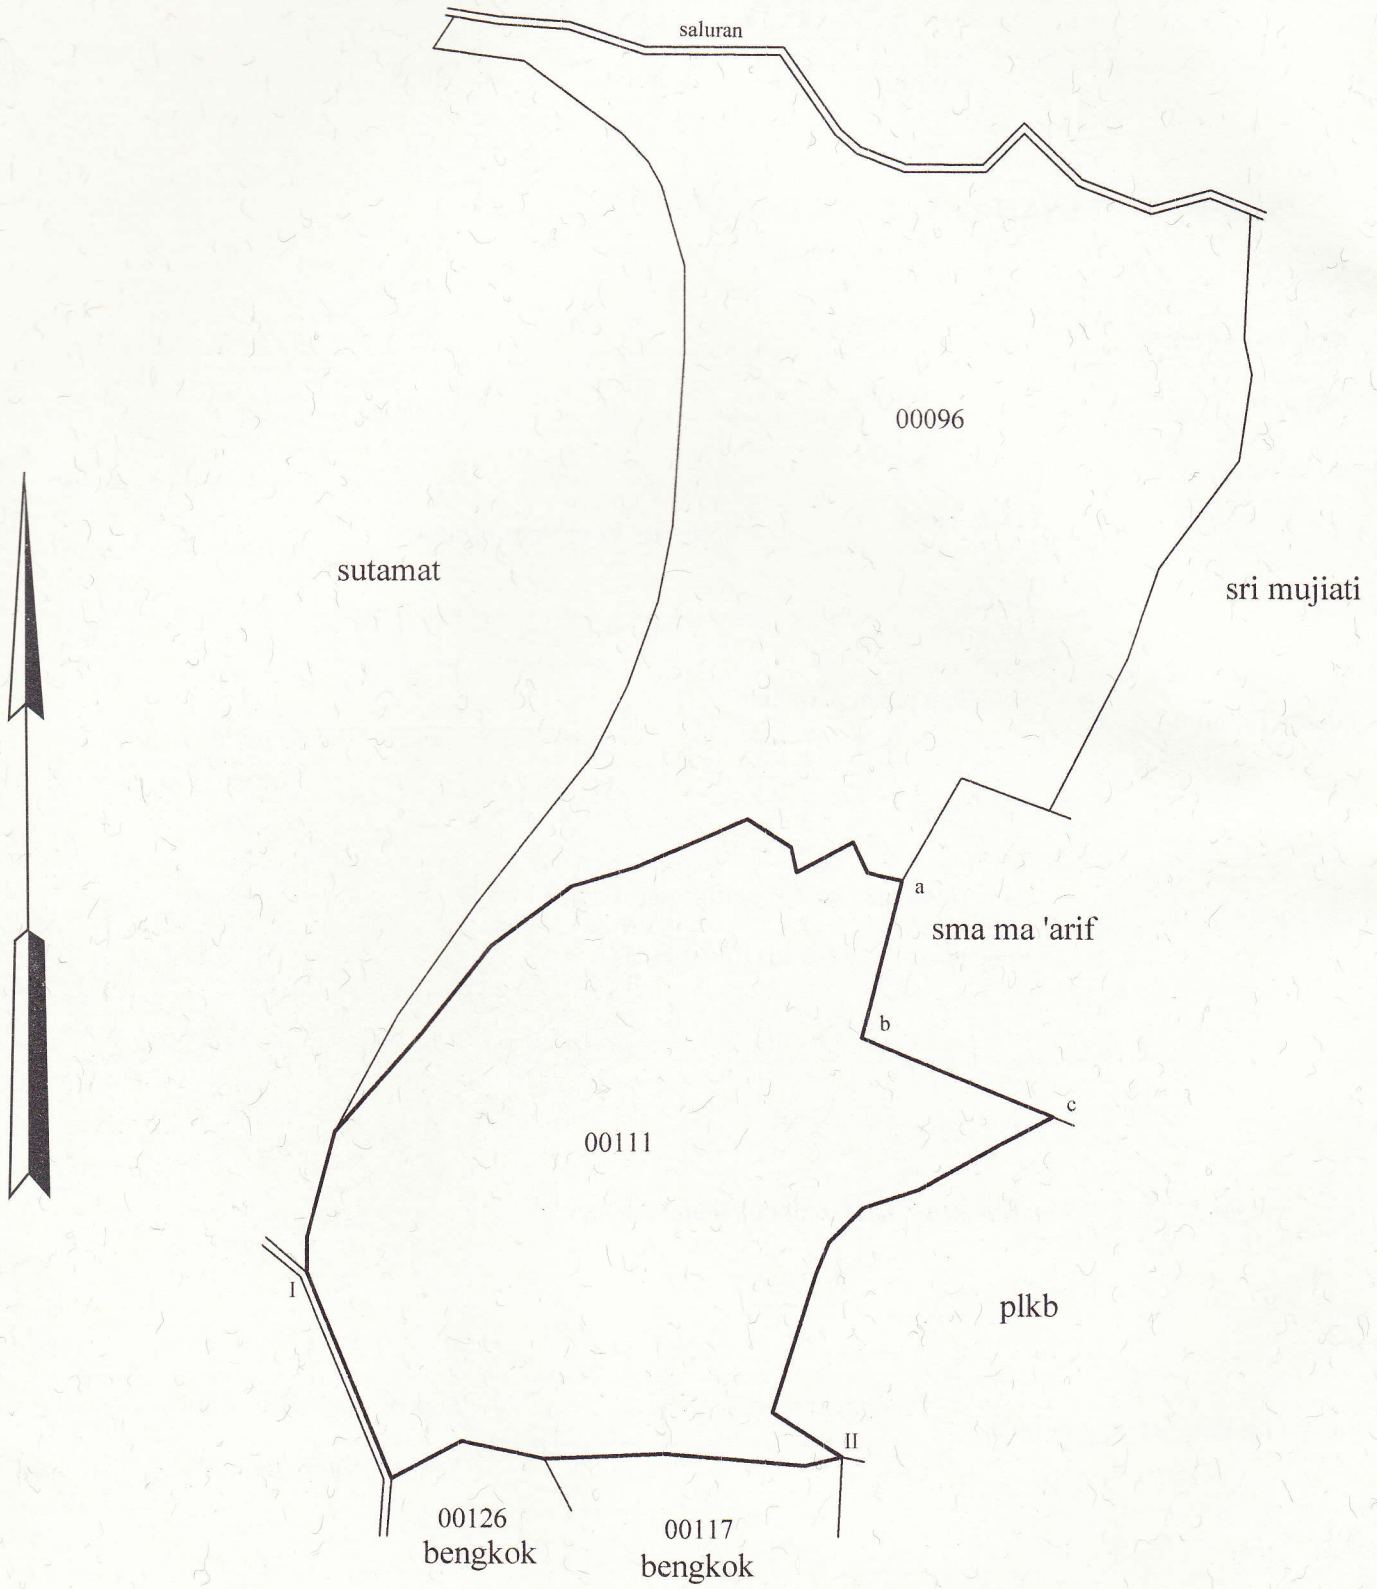 saluran
00096
sutamat
sri mujiati
a
sma ma 'arif
b
c
00111
I
plkb
II
00126
bengkok
00117
bengkok